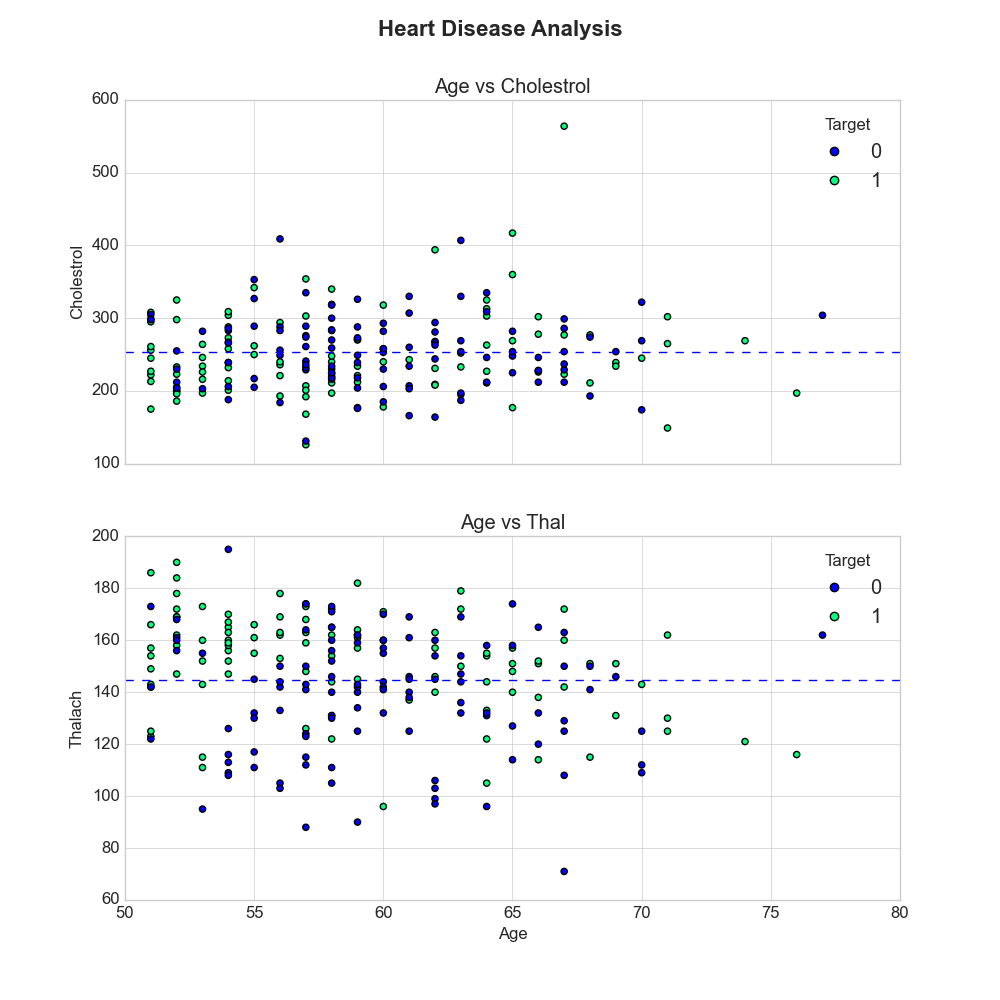 Heart Disease Analysis
Age vs Cholestrol
600
500
400
300
200
100
Cholestrol
Target
0
1
Age vs Thal
200
180
160
140
120
100
80
60
Thalach
Target
0
1
50 55 60 65 70 75 80
Age